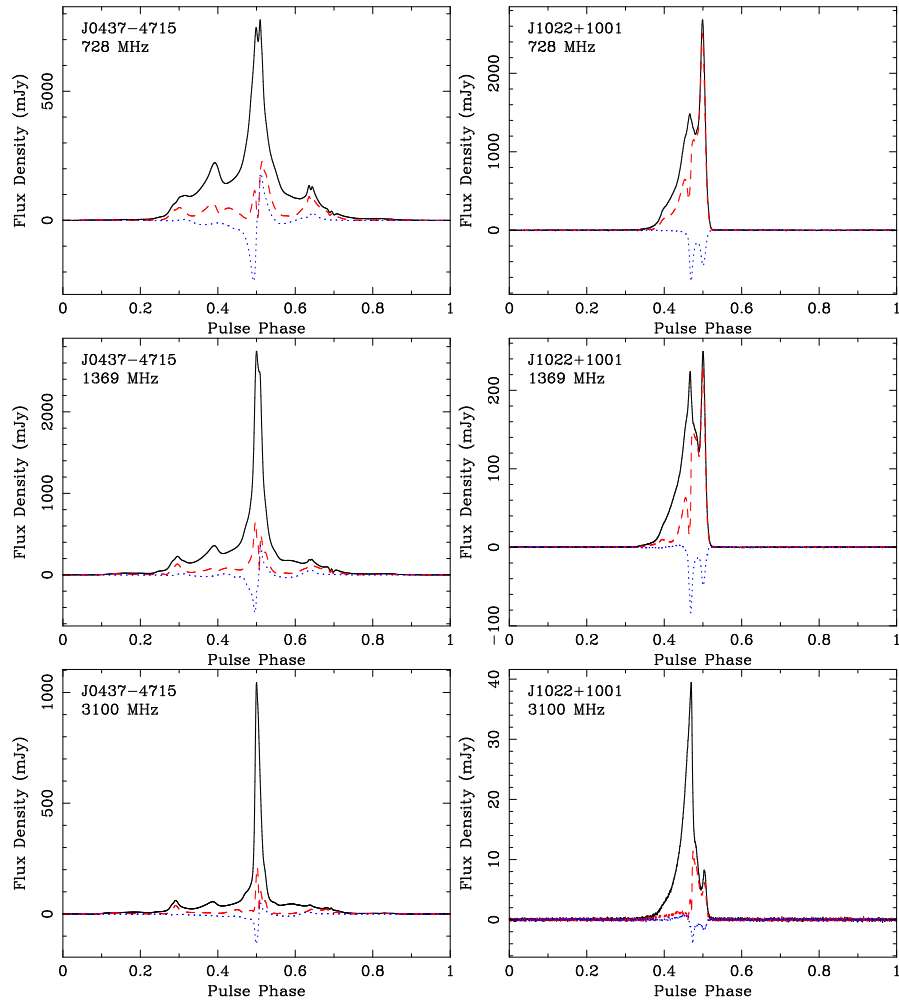 J0437−4715
728 MHz
Flux Density (mJy)
5000
0
0 0.2 0.4 0.6 0.8 1
Pulse Phase
J1022+1001
728 MHz
Flux Density (mJy)
2000
1000
0
0 0.2 0.4 0.6 0.8 1
Pulse Phase
J0437−4715
1369 MHz
Flux Density (mJy)
2000
1000
0
0 0.2 0.4 0.6 0.8 1
Pulse Phase
J1022+1001
1369 MHz
Flux Density (mJy)
200
100
0
−100
0 0.2 0.4 0.6 0.8 1
Pulse Phase
J0437−4715
3100 MHz
Flux Density (mJy)
1000
500
0
0 0.2 0.4 0.6 0.8 1
Pulse Phase
J1022+1001
3100 MHz
Flux Density (mJy)
40
30
20
10
0
0 0.2 0.4 0.6 0.8 1
Pulse Phase